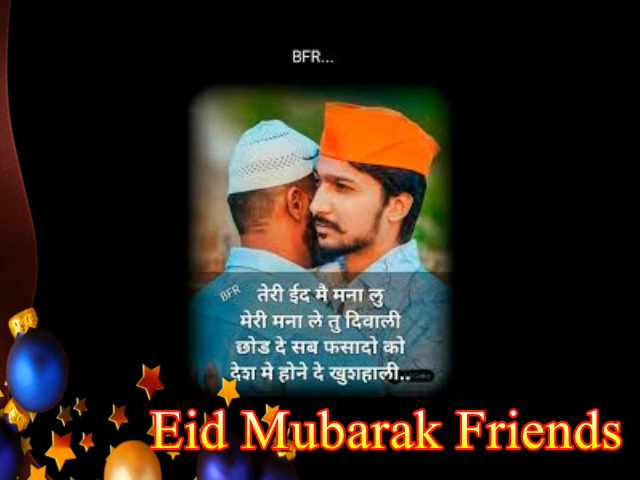 BFR...
BFR
तेरी ईद मै मना लु
मेरी मना ले तु दिवाली
छोड दे सब फसादो को
देश मे होने दे खुशहाली..
Eid Mubarak Friends